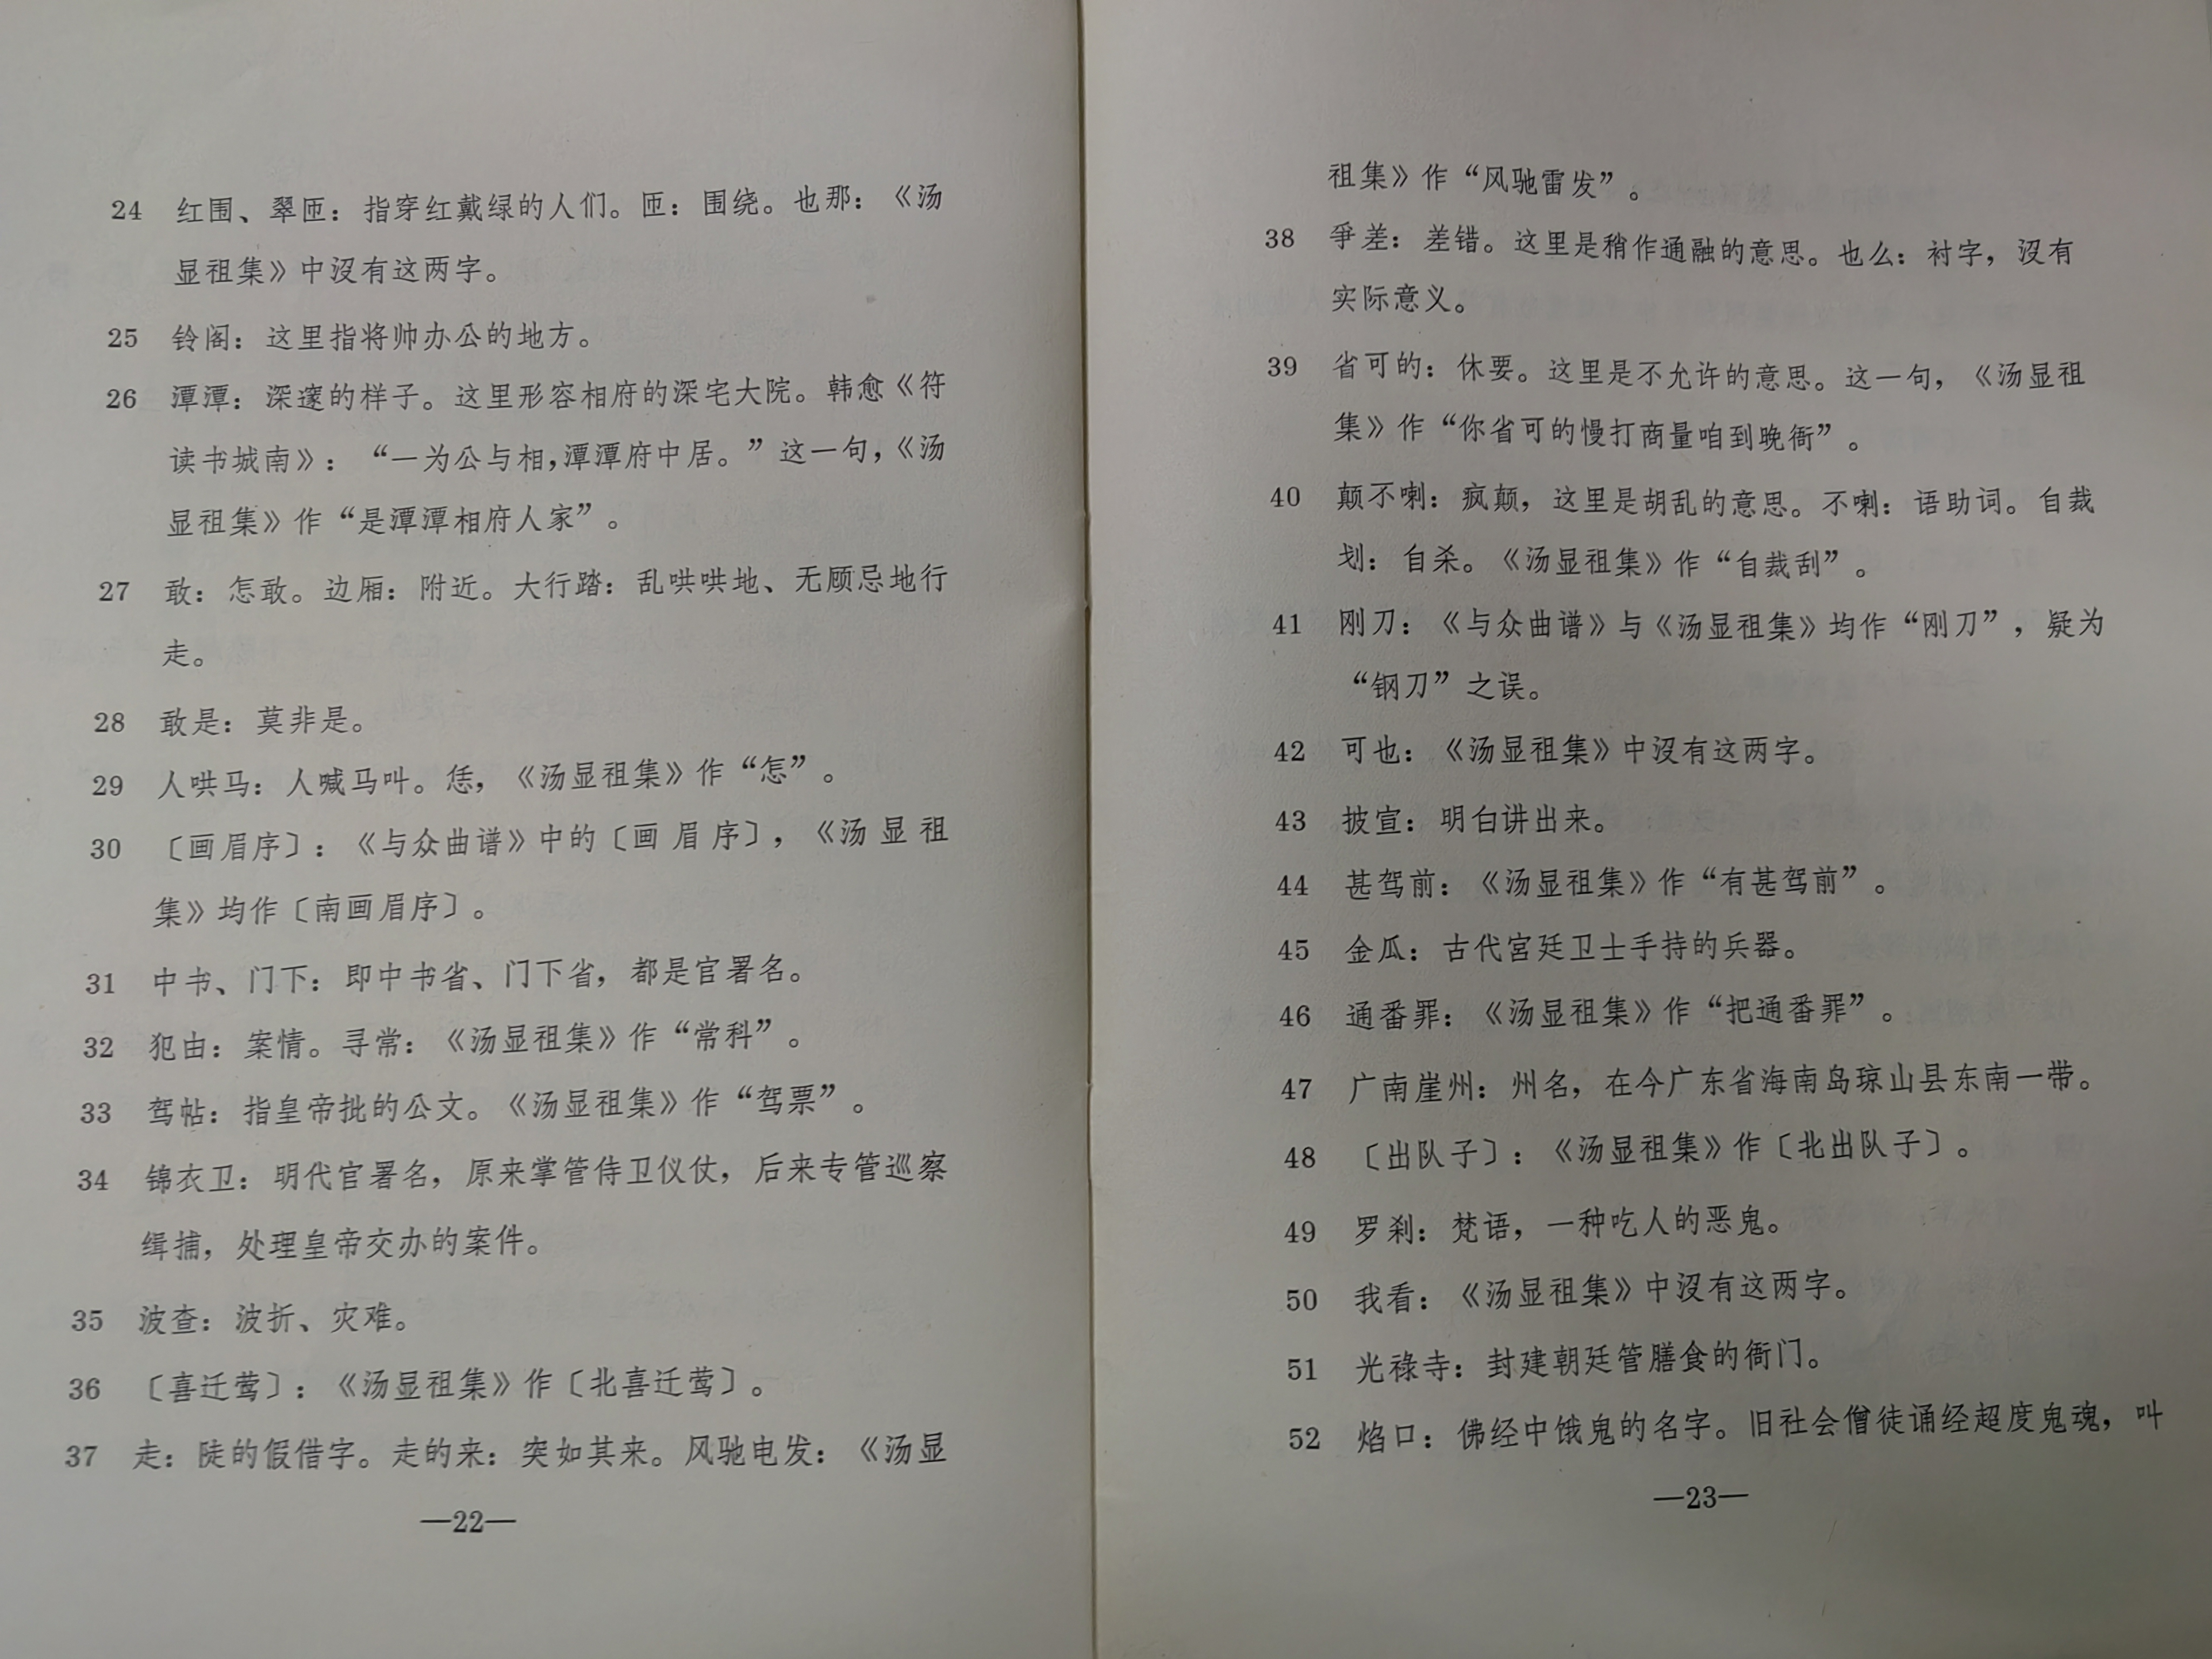 24 红围、翠匝：指穿红戴绿的人们。匝：围绕。也那：《汤
显祖集》中沒有这两字。
25 铃阁：这里指将帅办公的地方。
26 潭潭：深邃的样子。这里形容相府的深宅大院。韩愈《符
读书城南》：“一为公与相，潭潭府中居。”这一句，《汤
显祖集》作“是潭潭相府人家”。
27 敢：怎敢。边厢：附近。大行踏：乱哄哄地、无顾忌地行
走。
28 敢是：莫非是。
29 人哄马：人喊马叫。恁，《汤显祖集》作“怎”。
30 〔画眉序〕：《与众曲谱》中的〔画眉序〕，《汤显祖
集》均作〔南画眉序〕。
31 中书、门下：即中书省、门下省，都是官署名。
32 犯由：案情。寻常：《汤显祖集》作“常科”。
33 驾帖：指皇帝批的公文。《汤显祖集》作“驾票”。
34 锦衣卫：明代官署名，原来掌管侍卫仪仗，后来专管巡察
缉捕，处理皇帝交办的案件。
35 波查：波折、灾难。
36 〔喜迁莺〕：《汤显祖集》作〔北喜迁莺〕。
37 走：陡的假借字。走的来：突如其来。风驰电发：《汤显
—22—
祖集》作“风驰雷发”。
38 爭差：差错。这里是稍作通融的意思。也么：衬字，沒有
实际意义。
39 省可的：休要。这里是不允许的意思。这一句，《汤显祖
集》作“你省可的慢打商量咱到晚衙”。
40 颠不喇：疯颠，这里是胡乱的意思。不喇：语助词。自裁
划：自杀。《汤显祖集》作“自裁刮”。
41 刚刀：《与众曲谱》与《汤显祖集》均作“刚刀”，疑为
“钢刀”之误。
42 可也：《汤显祖集》中沒有这两字。
43 披宣：明白讲出来。
44 甚驾前：《汤显祖集》作“有甚驾前”。
45 金瓜：古代宫廷卫士手持的兵器。
46 通番罪：《汤显祖集》作“把通番罪”。
47 广南崖州：州名，在今广东省海南岛琼山县东南一带。
48 〔出队子〕：《汤显祖集》作〔北出队子〕。
49 罗刹：梵语，一种吃人的恶鬼。
50 我看：《汤显祖集》中沒有这两字。
51 光禄寺：封建朝廷管膳食的衙门。
52 焰口：佛经中饿鬼的名字。旧社会僧徒诵经超度鬼魂，叫
—23—